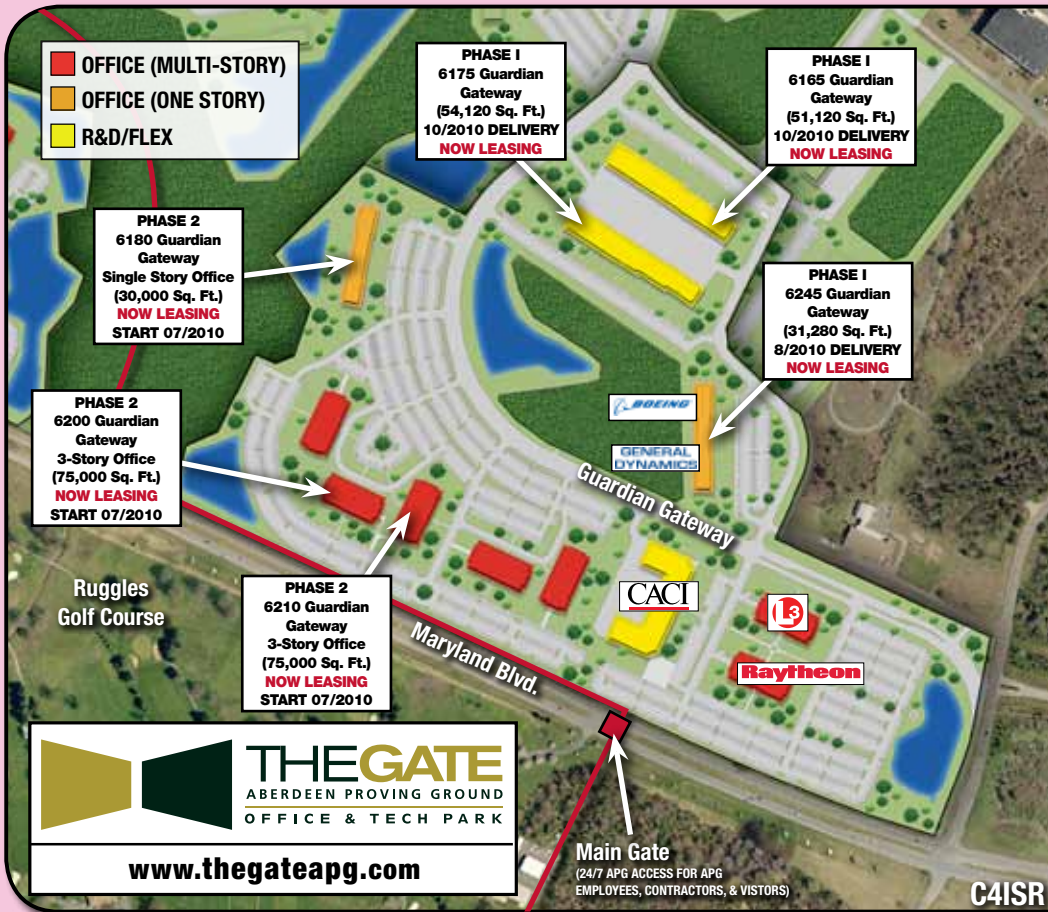 OFFICE (MULTI-STORY)
OFFICE (ONE STORY)
R&D/FLEX
PHASE I
6175 Guardian
Gateway
(54,120 Sq. Ft.)
10/2010 DELIVERY
NOW LEASING
PHASE I
6165 Guardian
Gateway
(51,120 Sq. Ft.)
10/2010 DELIVERY
NOW LEASING
PHASE 2
6180 Guardian
Gateway
Single Story Office
(30,000 Sq. Ft.)
NOW LEASING
START 07/2010
PHASE I
6245 Guardian
Gateway
(31,280 Sq. Ft.)
8/2010 DELIVERY
NOW LEASING
PHASE 2
6200 Guardian
Gateway
3-Story Office
(75,000 Sq. Ft.)
NOW LEASING
START 07/2010
BOEING
GENERAL
DYNAMICS
Guardian Gateway
Ruggles
Golf Course
PHASE 2
6210 Guardian
Gateway
3-Story Office
(75,000 Sq. Ft.)
NOW LEASING
START 07/2010
CACI
L3
Raytheon
Maryland Blvd.
THEGATE
ABERDEEN PROVING GROUND
OFFICE & TECH PARK
www.thegateapg.com
Main Gate
(24/7 APG ACCESS FOR APG
EMPLOYEES, CONTRACTORS, & VISTORS)
C4ISR